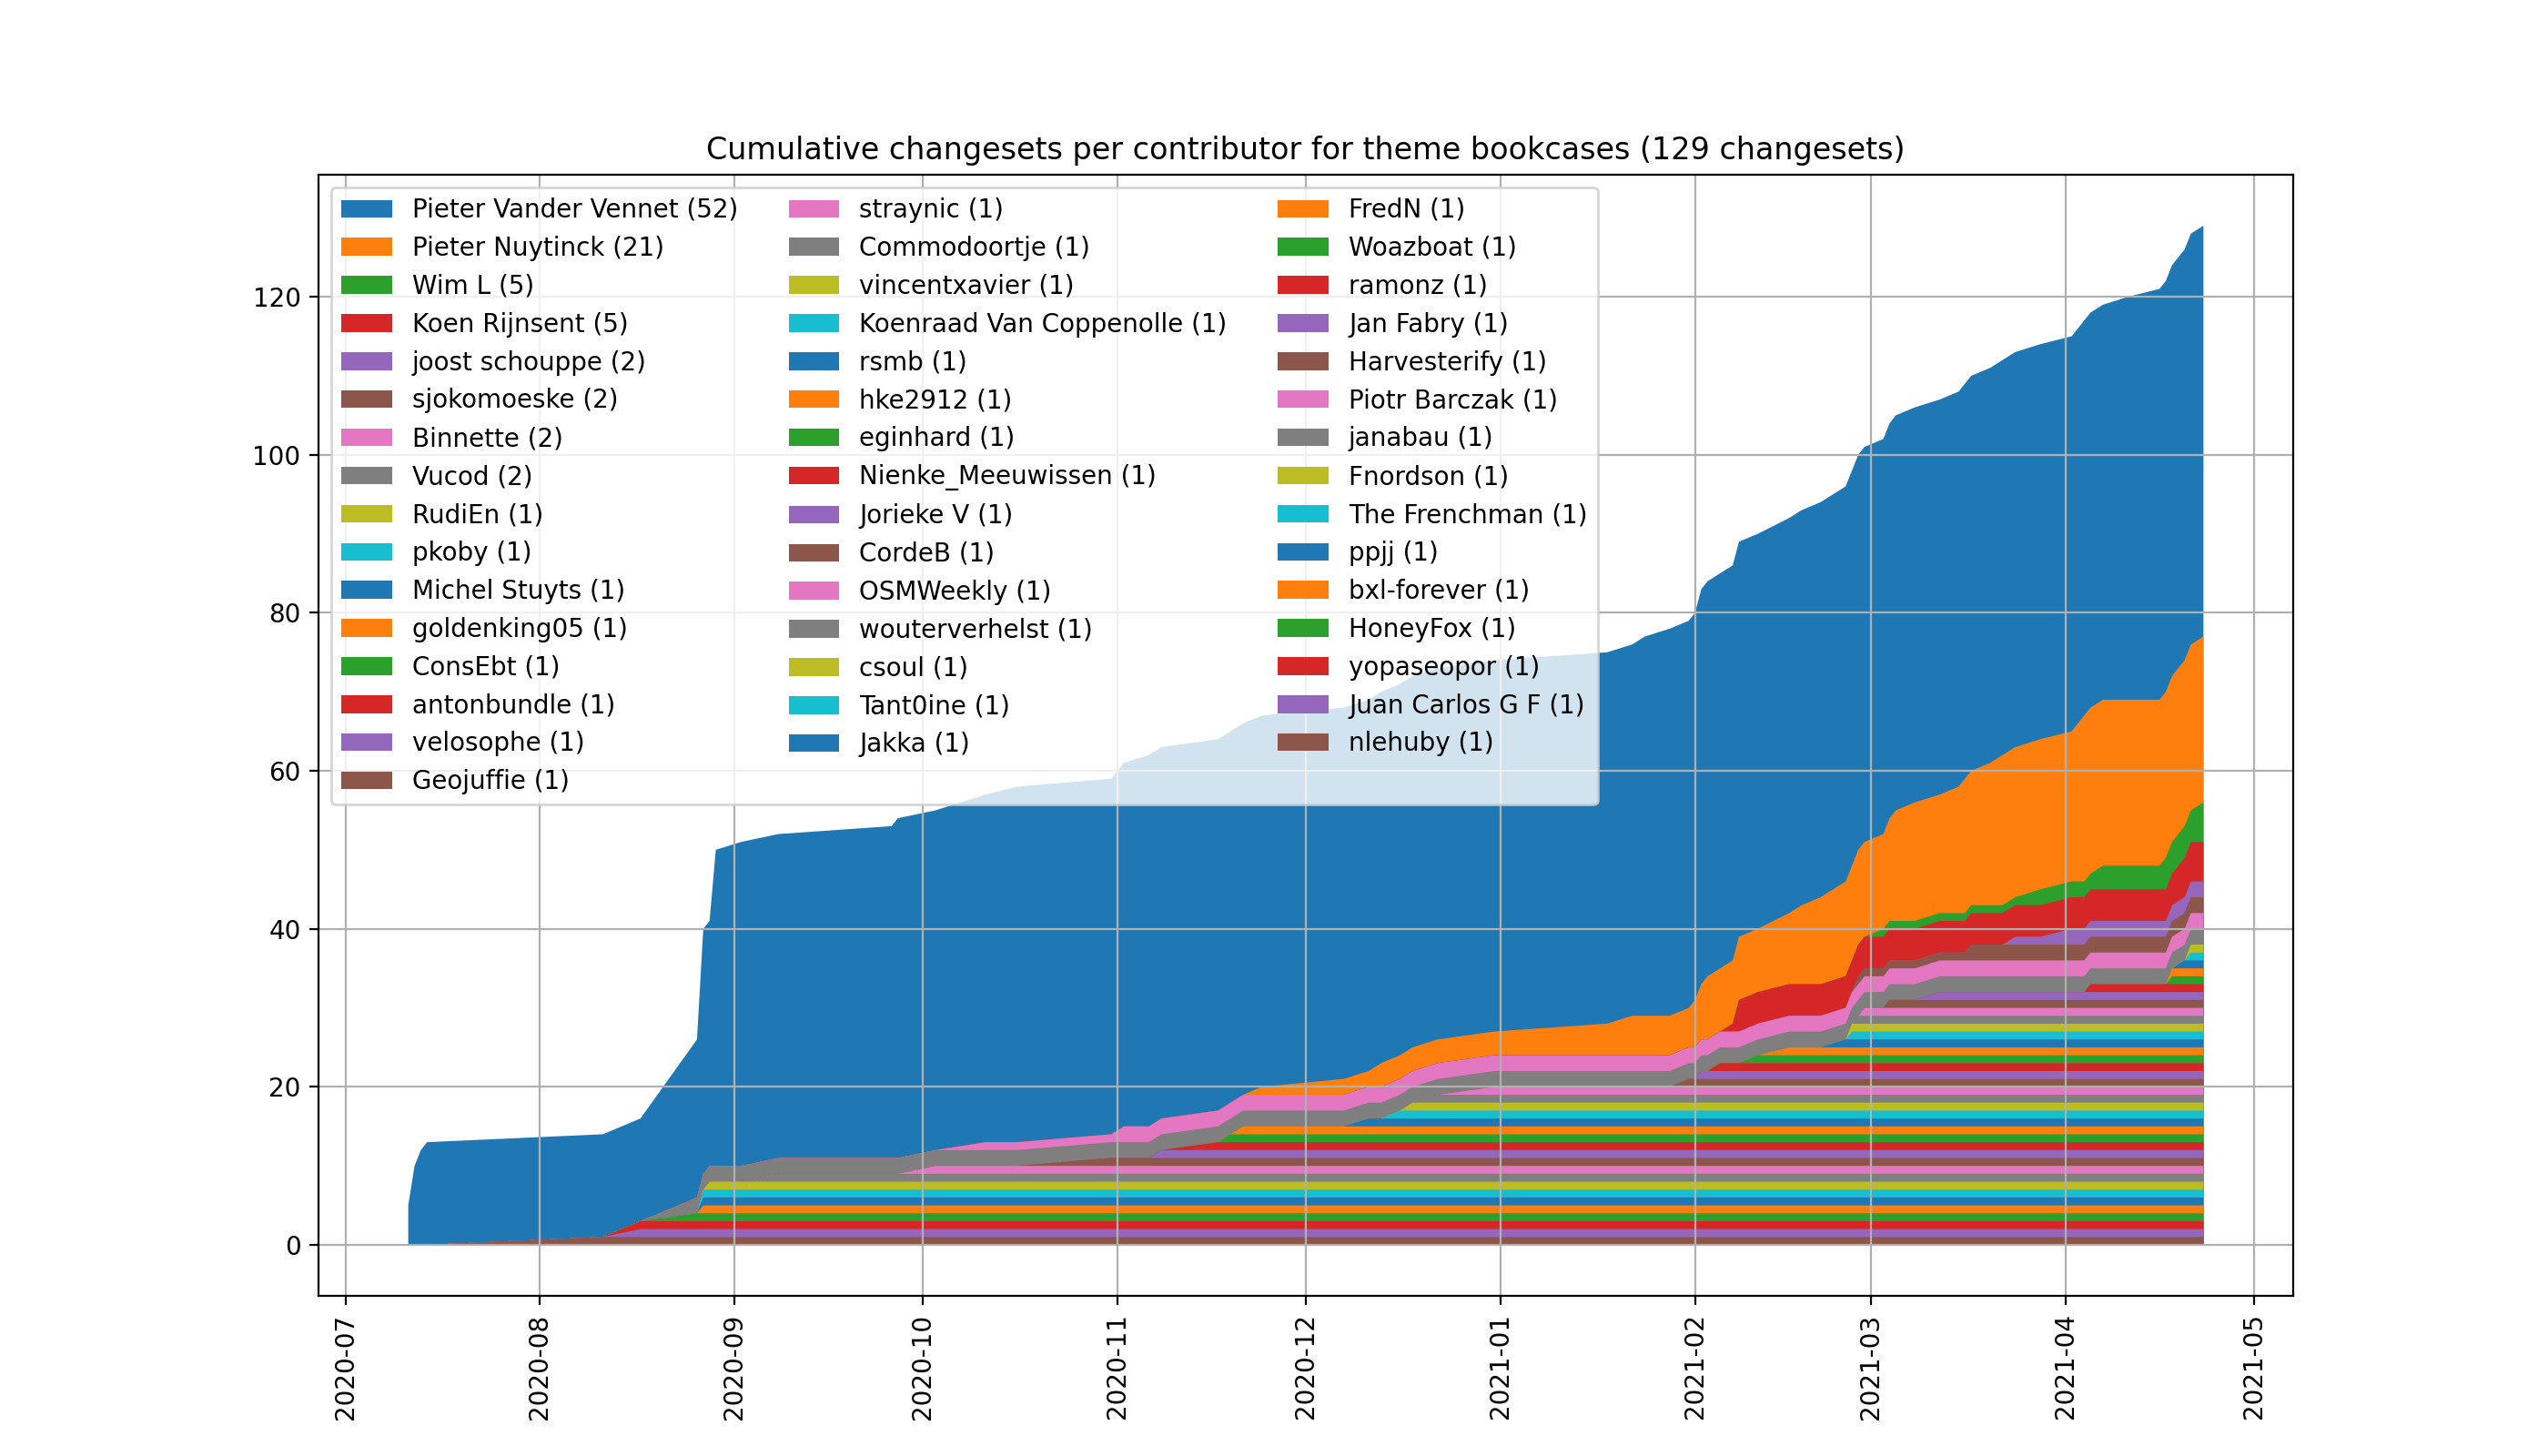 Cumulative changesets per contributor for theme bookcases (129 changesets)
Pieter Vander Vennet (52)
Pieter Nuytinck (21)
Wim L (5)
Koen Rijnsent (5)
joost schouppe (2)
sjokomoeske (2)
Binnette (2)
Vucod (2)
RudiEn (1)
pkoby (1)
Michel Stuyts (1)
goldenking05 (1)
ConsEbt (1)
antonbundle (1)
velosophe (1)
Geojuffie (1)
straynic (1)
Commodoortje (1)
vincentxavier (1)
Koenraad Van Coppenolle (1)
rsmb (1)
hke2912 (1)
eginhard (1)
Nienke_Meeuwissen (1)
Jorieke V (1)
CordeB (1)
OSMWeekly (1)
wouterverhelst (1)
csoul (1)
Tant0ine (1)
Jakka (1)
FredN (1)
Woazboat (1)
ramonz (1)
Jan Fabry (1)
Harvesterify (1)
Piotr Barczak (1)
janabau (1)
Fnordson (1)
The Frenchman (1)
ppjj (1)
bxl-forever (1)
HoneyFox (1)
yopaseopor (1)
Juan Carlos G F (1)
nlehuby (1)
120
100
80
60
40
20
0
2020-07
2020-08
2020-09
2020-10
2020-11
2020-12
2021-01
2021-02
2021-03
2021-04
2021-05